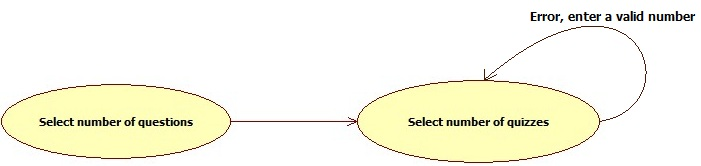 Error, enter a valid number
Select number of questions
Select number of quizzes